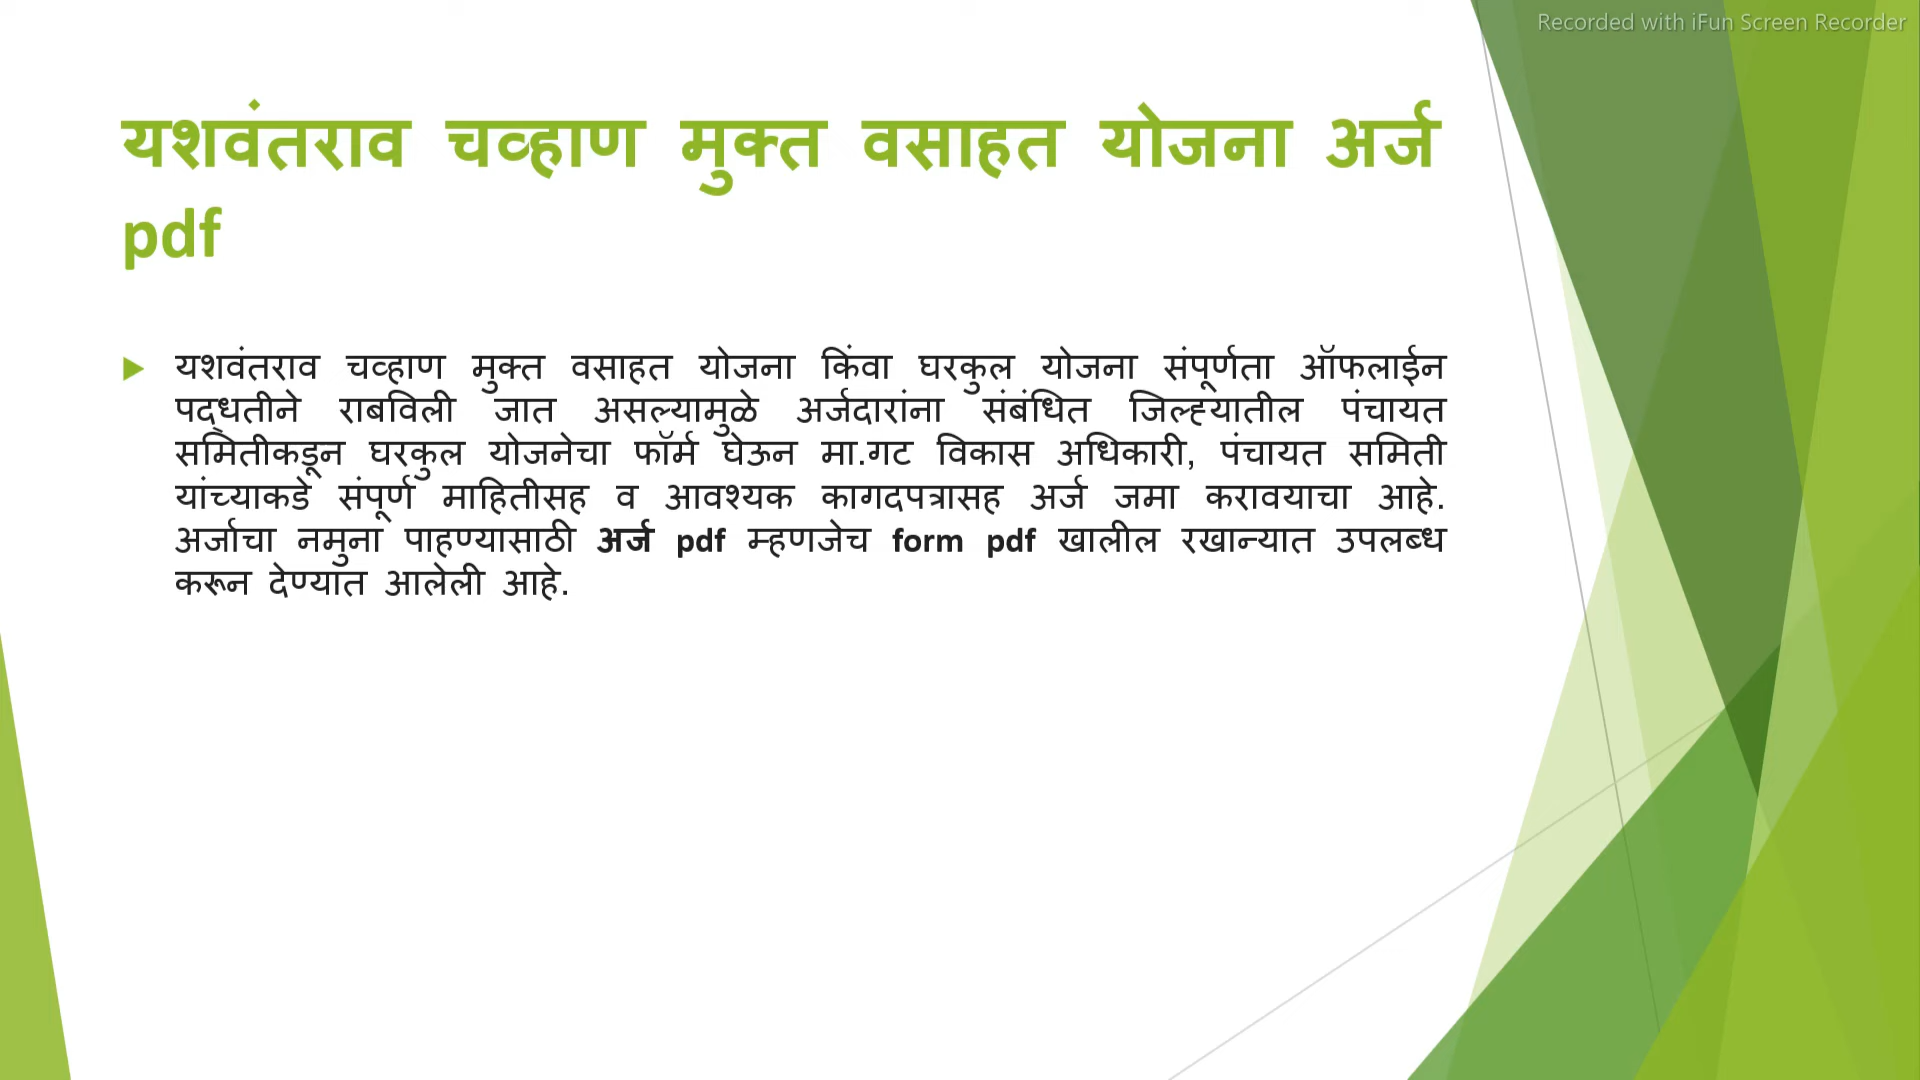 Recorded with iFun Screen Recorder
यशवंतराव चव्हाण मुक्त वसाहत योजना अर्ज
pdf
यशवंतराव चव्हाण मुक्त वसाहत योजना किंवा घरकुल योजना संपूर्णता ऑफलाईन
पद्धतीने राबविली जात असल्यामुळे अर्जदारांना संबंधित जिल्ह्यातील पंचायत
समितीकडून घरकुल योजनेचा फॉर्म घेऊन मा.गट विकास अधिकारी, पंचायत समिती
यांच्याकडे संपूर्ण माहितीसह व आवश्यक कागदपत्रासह अर्ज जमा करावयाचा आहे.
अर्जाचा नमुना पाहण्यासाठी अर्ज pdf म्हणजेच form pdf खालील रखान्यात उपलब्ध
करून देण्यात आलेली आहे.